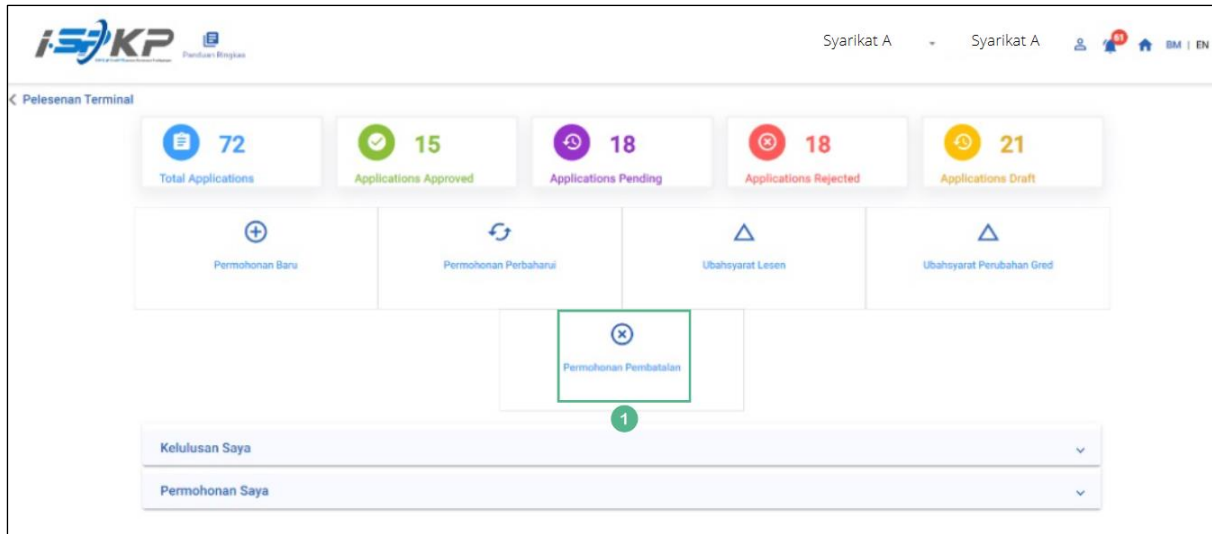 i-SPKP
Panduan Ringkas
Syarikat A - Syarikat A
61
BM | EN
Pelesenan Terminal
72
Total Applications
15
Applications Approved
18
Applications Pending
18
Applications Rejected
21
Applications Draft
Permohonan Baru
Permohonan Perbaharui
Ubahsyarat Lesen
Ubahsyarat Perubahan Gred
Permohonan Pembatalan
1
Kelulusan Saya
Permohonan Saya